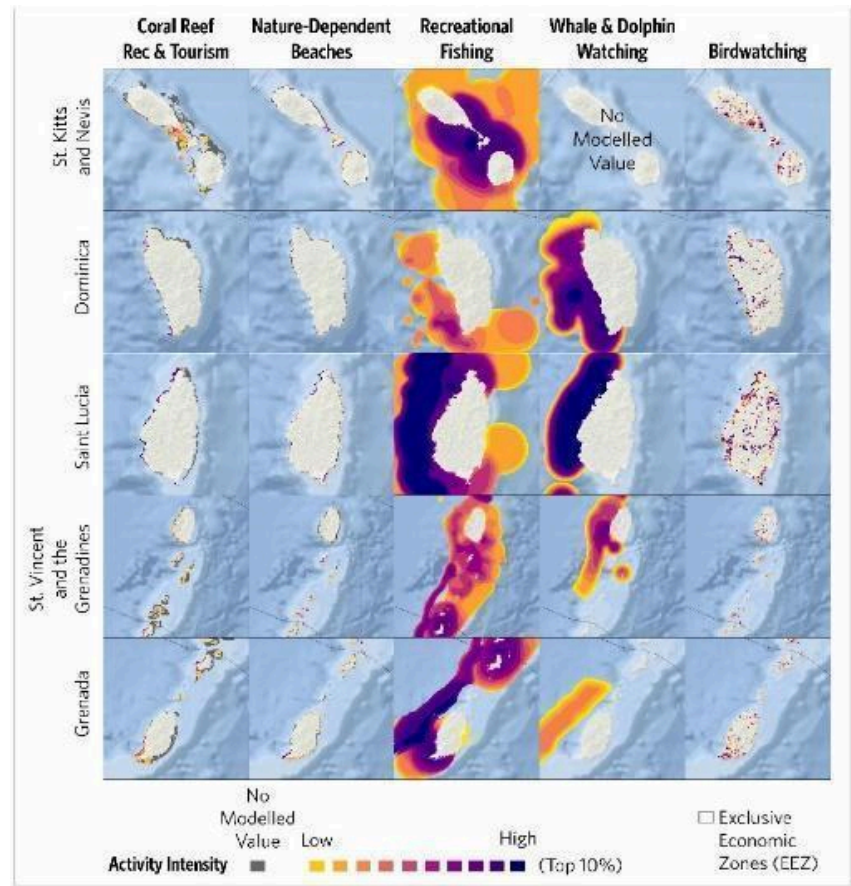 Coral Reef
Rec & Tourism
Nature-Dependent
Beaches
Recreational
Fishing
Whale & Dolphin
Watching
Birdwatching
St. Kitts
and Nevis
No
Modelled
Value
Dominica
Saint Lucia
St. Vincent
and the
Grenadines
Grenada
No
Modelled
Value
Low
High
Activity Intensity
(Top 10%)
Exclusive
Economic
Zones (EEZ)